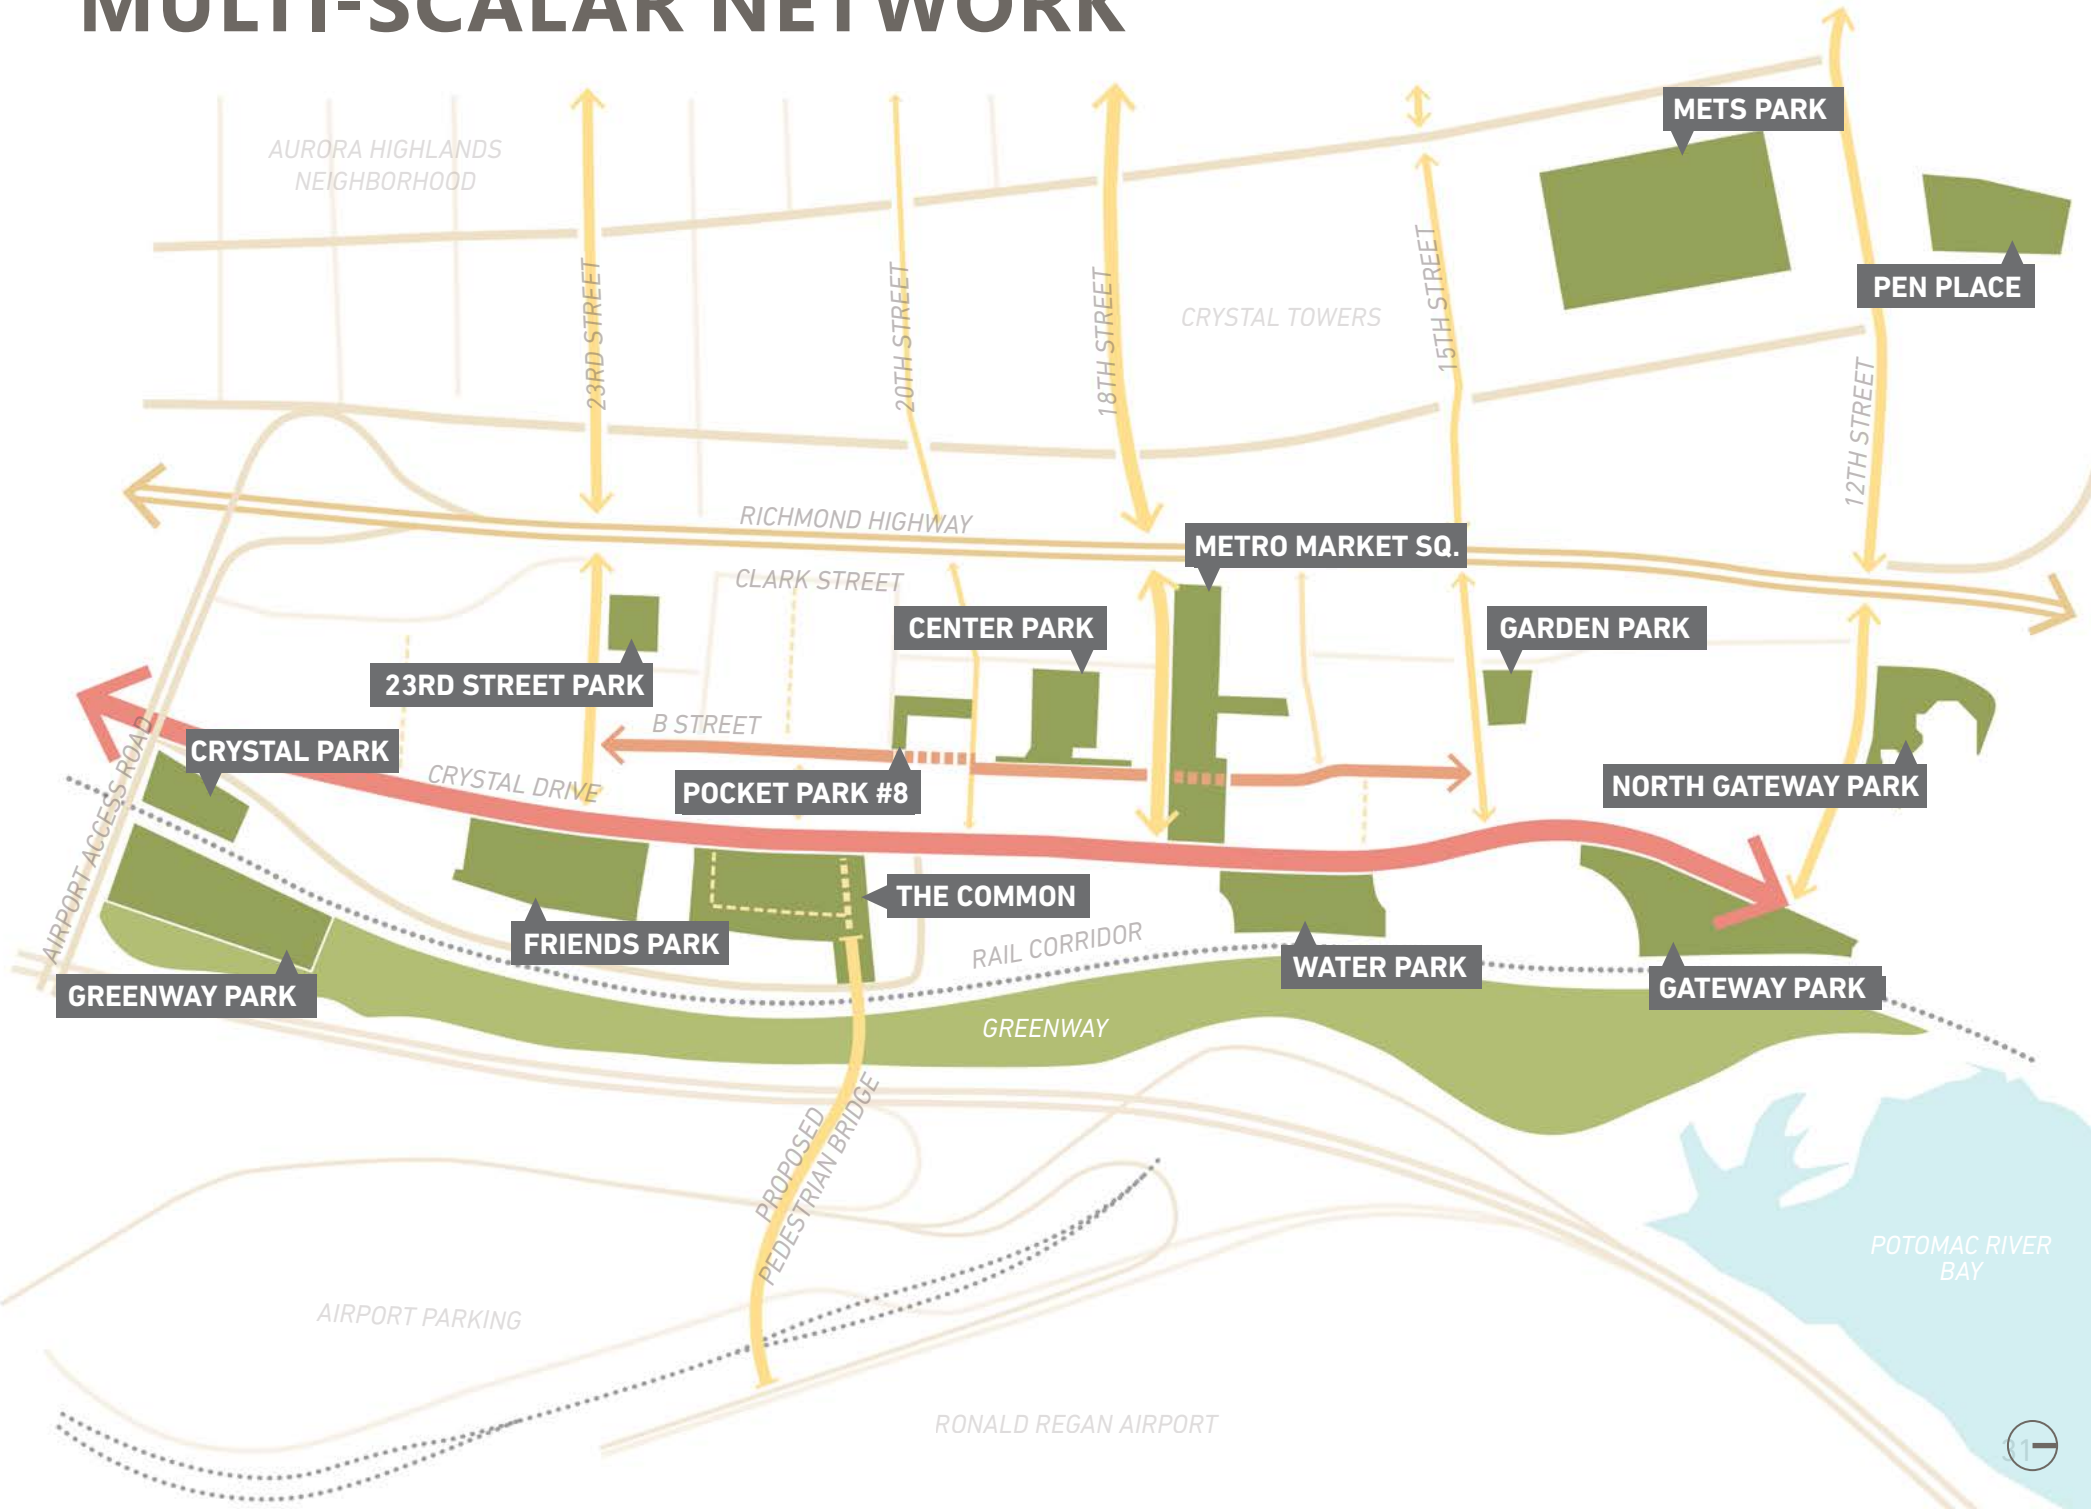 MULTI-SCALAR NETWORK
METS PARK
AURORA HIGHLANDS
NEIGHBORHOOD
PEN PLACE
23RD STREET
20TH STREET
18TH STREET
CRYSTAL TOWERS
15TH STREET
12TH STREET
RICHMOND HIGHWAY
METRO MARKET SQ.
CLARK STREET
CENTER PARK
GARDEN PARK
23RD STREET PARK
B STREET
CRYSTAL PARK
CRYSTAL DRIVE
POCKET PARK #8
NORTH GATEWAY PARK
AIRPORT ACCESS ROAD
THE COMMON
FRIENDS PARK
RAIL CORRIDOR
WATER PARK
GREENWAY PARK
GATEWAY PARK
GREENWAY
PROPOSED
PEDESTRIAN BRIDGE
POTOMAC RIVER
BAY
AIRPORT PARKING
RONALD REGAN AIRPORT
31